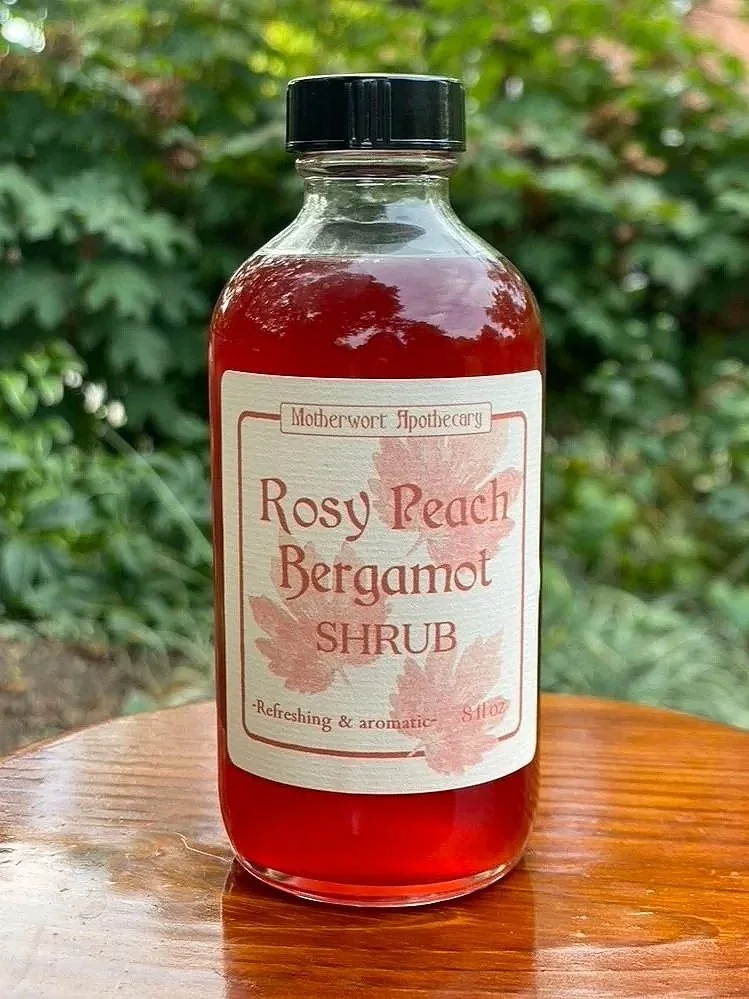 Motherwort Apothecary
Rosy Peach
Bergamot
SHRUB
-Refreshing & aromatic- 8 fl oz-